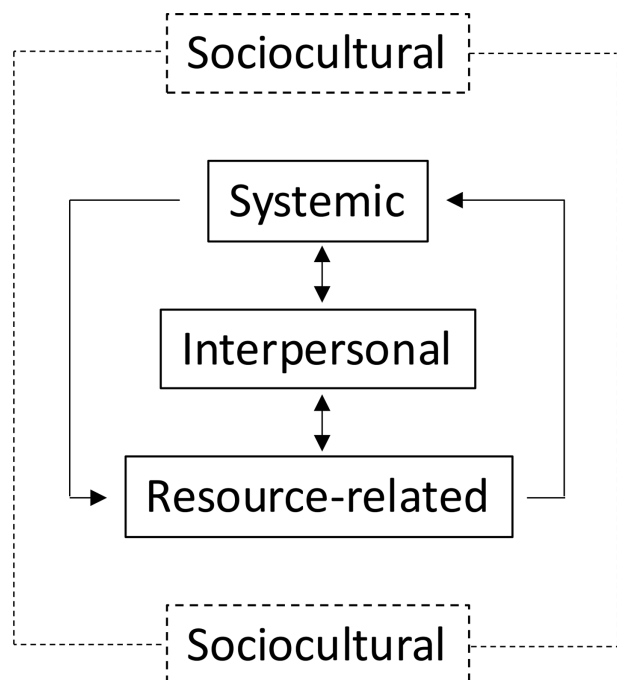 Sociocultural
Systemic
Interpersonal
Resource-related
Sociocultural